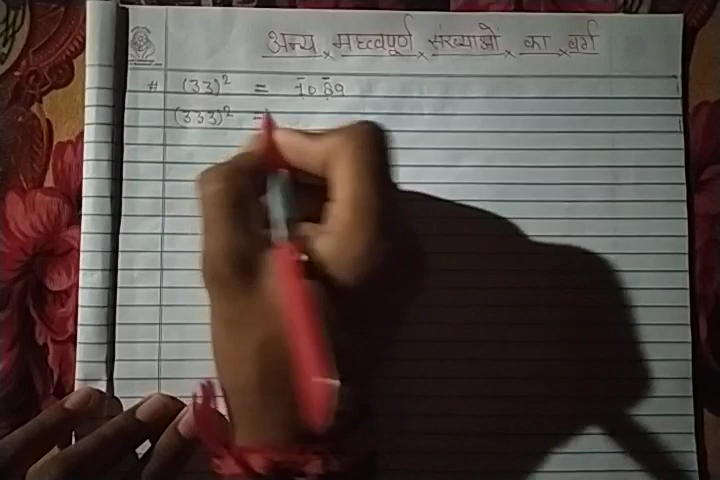 अन्य महत्वपूर्ण संख्याओं का वर्ग
# (33)² = 1089
(333)² =